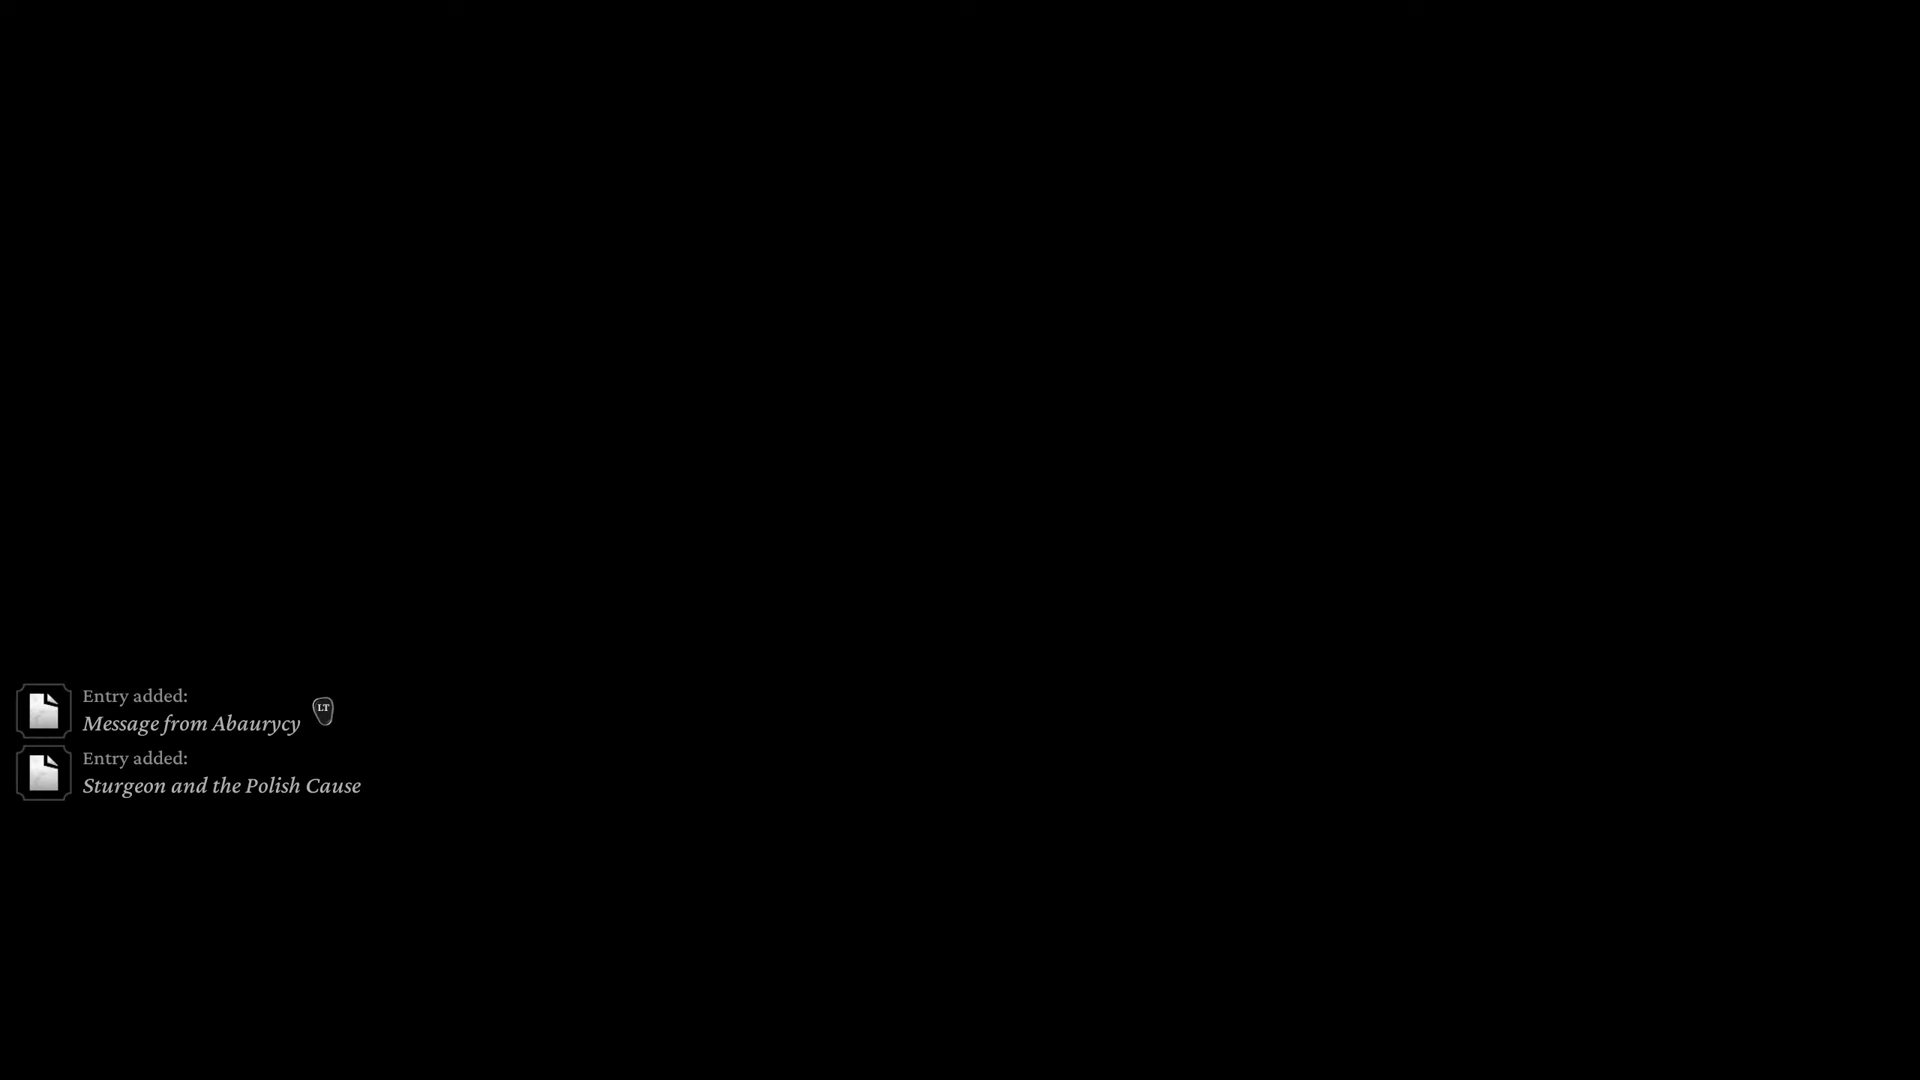 Entry added:
Message from Abaurycy
LT
Entry added:
Sturgeon and the Polish Cause